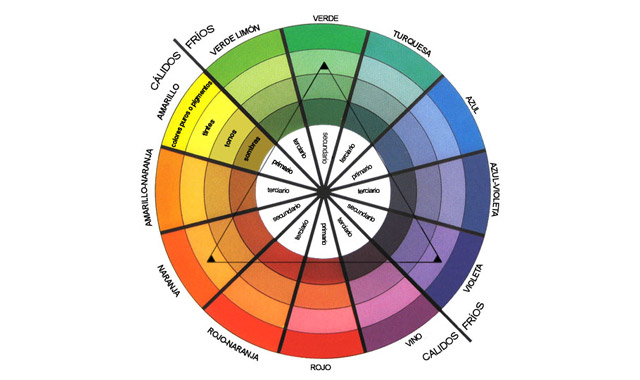 VERDE
FRÍOS
VERDE LIMÓN
TURQUESA
CÁLIDOS
AMARILLO
AZUL
colores puros o pigmentos
tintes
tonos
sombras
AMARILLO-NARANJA
AZUL-VIOLETA
terciario
secundario
terciario
primario
primario
terciario
terciario
secundario
secundario
terciario
primario
terciario
NARANJA
VIOLETA
ROJO-NARANJA
ROJO
VINO
CALIDOS
FRÍOS